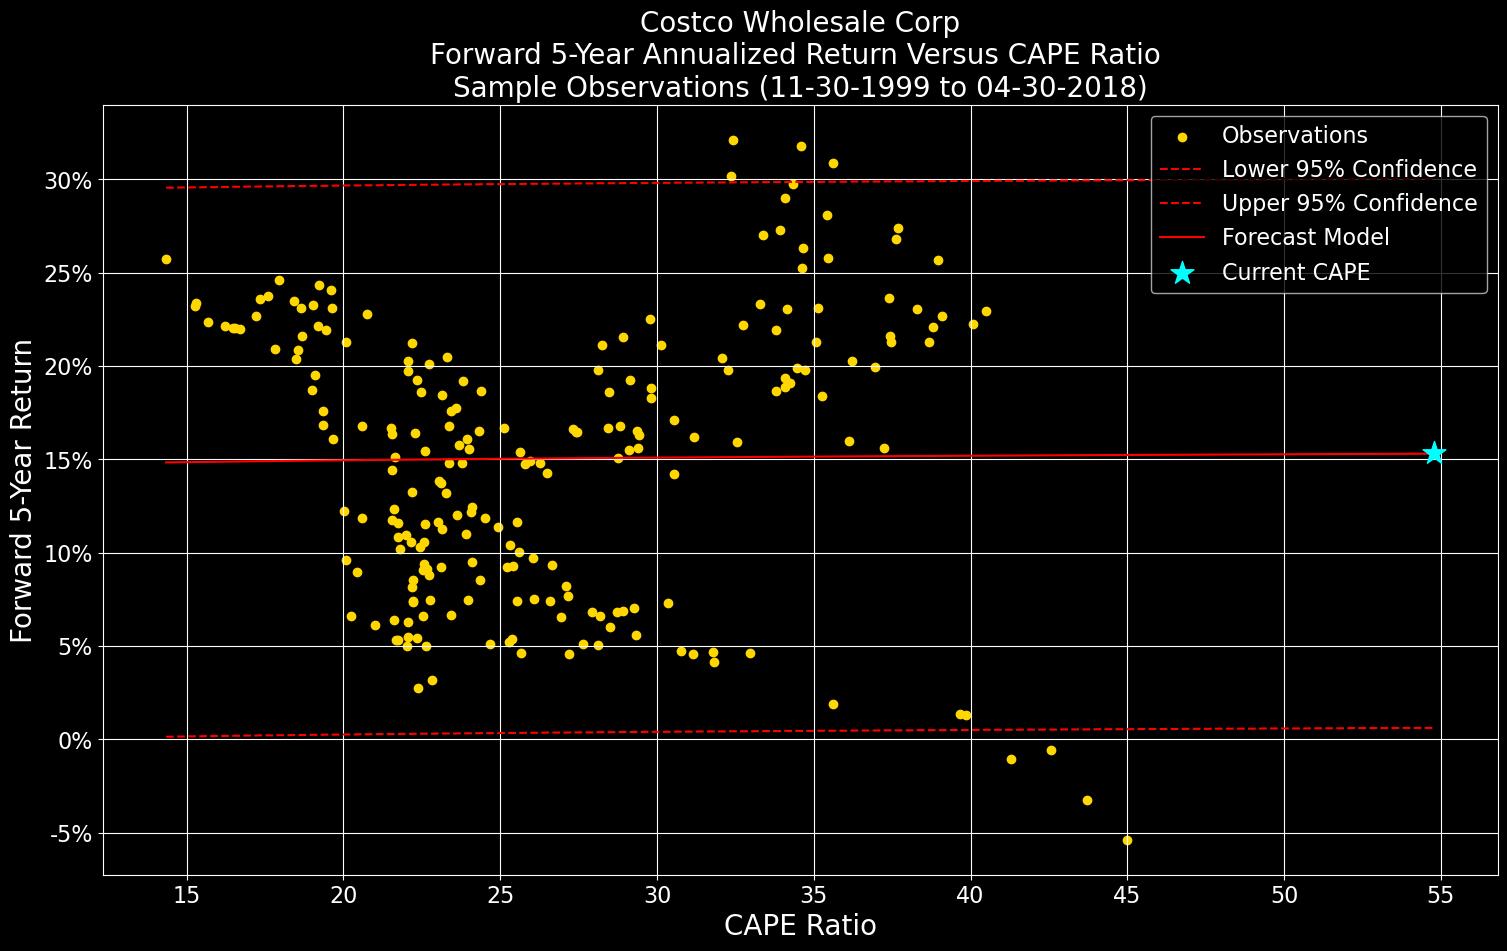 Costco Wholesale Corp
Forward 5-Year Annualized Return Versus CAPE Ratio
Sample Observations (11-30-1999 to 04-30-2018)
Observations
Lower 95% Confidence
Upper 95% Confidence
Forecast Model
Current CAPE
Forward 5-Year Return
30%
25%
20%
15%
10%
5%
0%
-5%
15 20 25 30 35 40 45 50 55
CAPE Ratio